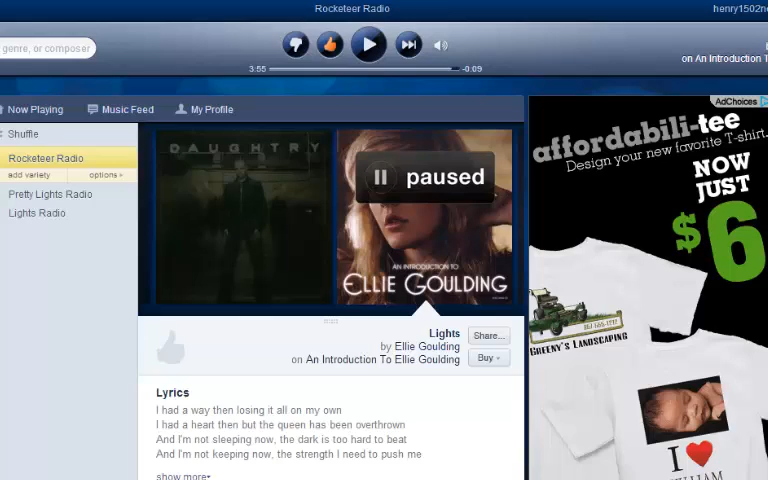 Rocketeer Radio
henry1502n
genre, or composer
3:55
-0:09
on An Introduction T
Now Playing
Music Feed
My Profile
Shuffle
Rocketeer Radio
add variety
options
Pretty Lights Radio
Lights Radio
DAUGHTRY
paused
AN INTRODUCTION TO
ELLIE GOULDING
Lights
by Ellie Goulding
on An Introduction To Ellie Goulding
Share...
Buy
Lyrics
I had a way then losing it all on my own
I had a heart then but the queen has been overthrown
And I'm not sleeping now, the dark is too hard to beat
And I'm not keeping now, the strength I need to push me
show more
AdChoices
affordabili-tee
Design your new favorite T-shirt.
NOW
JUST
$6
GREENY'S LANDSCAPING
I